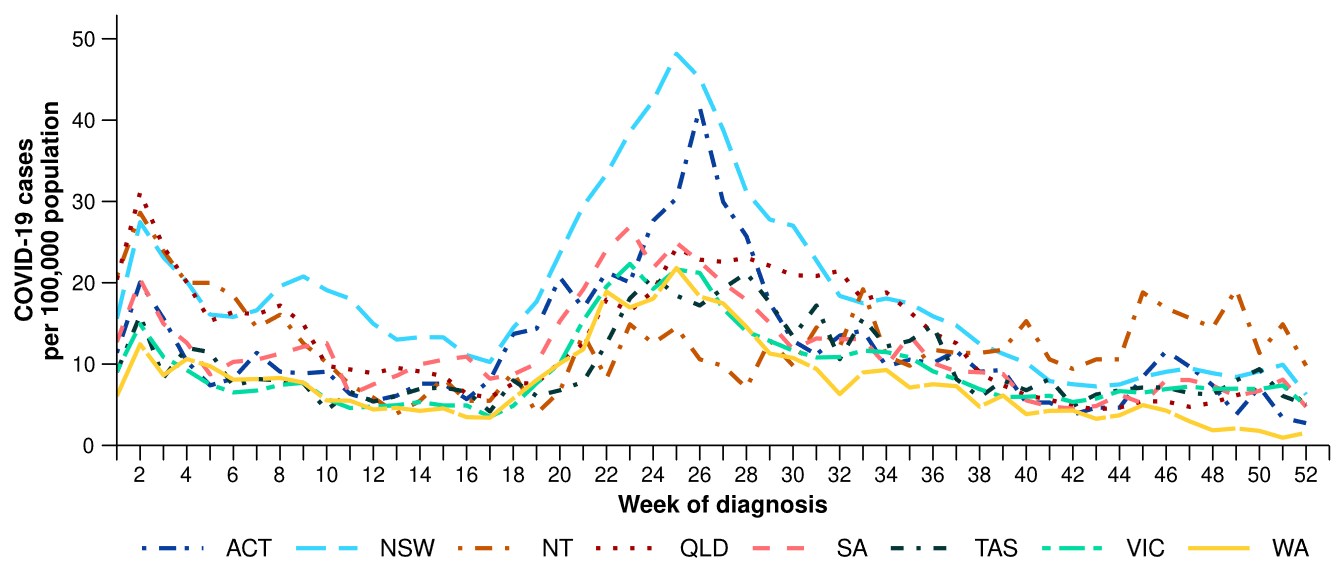 COVID-19 cases
per 100,000 population
50
40
30
20
10
0
2 4 6 8 10 12 14 16 18 20 22 24 26 28 30 32 34 36 38 40 42 44 46 48 50 52
Week of diagnosis
ACT NSW NT QLD SA TAS VIC WA